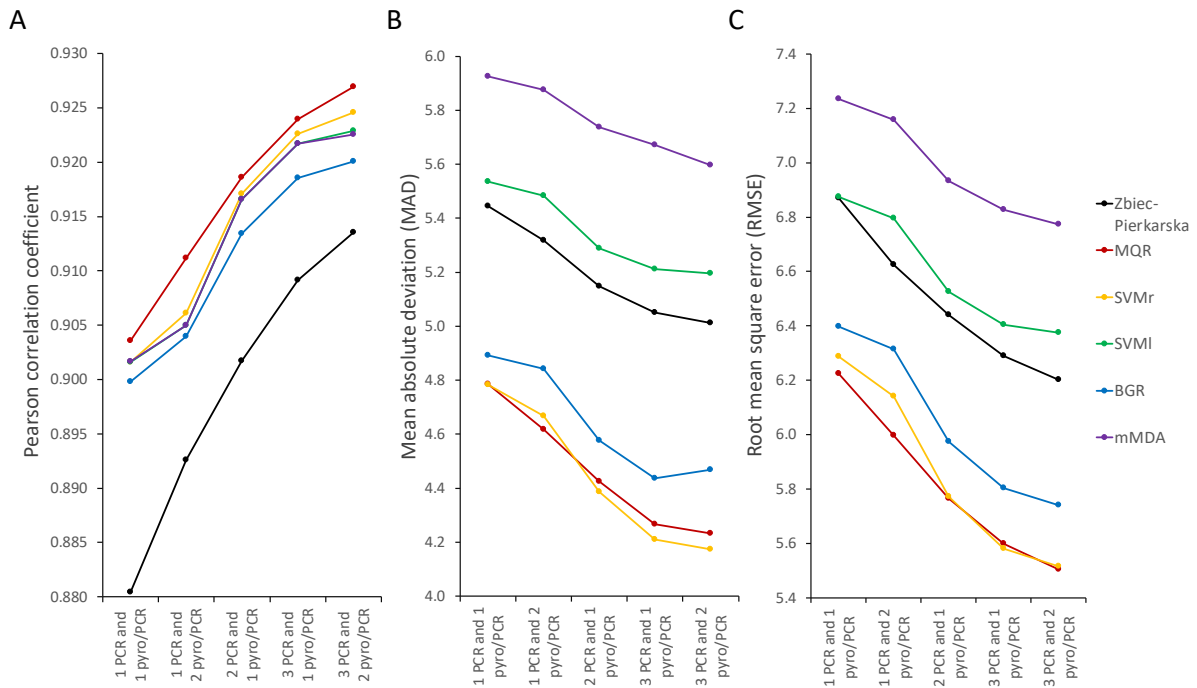 A
B
C
Pearson correlation coefficient
0.930
0.925
0.920
0.915
0.910
0.905
0.900
0.895
0.890
0.885
0.880
1 PCR and
1 pyro/PCR
1 PCR and
2 pyro/PCR
2 PCR and
1 pyro/PCR
3 PCR and
1 pyro/PCR
3 PCR and
2 pyro/PCR
Mean absolute deviation (MAD)
6.0
5.8
5.6
5.4
5.2
5.0
4.8
4.6
4.4
4.2
4.0
1 PCR and 1
pyro/PCR
1 PCR and 2
pyro/PCR
2 PCR and 1
pyro/PCR
3 PCR and 1
pyro/PCR
3 PCR and 2
pyro/PCR
Root mean square error (RMSE)
7.4
7.2
7.0
6.8
6.6
6.4
6.2
6.0
5.8
5.6
5.4
1 PCR and 1
pyro/PCR
1 PCR and 2
pyro/PCR
2 PCR and 1
pyro/PCR
3 PCR and 1
pyro/PCR
3 PCR and 2
pyro/PCR
Zbiec-
Pierkarska
MQR
SVMr
SVMl
BGR
mMDA